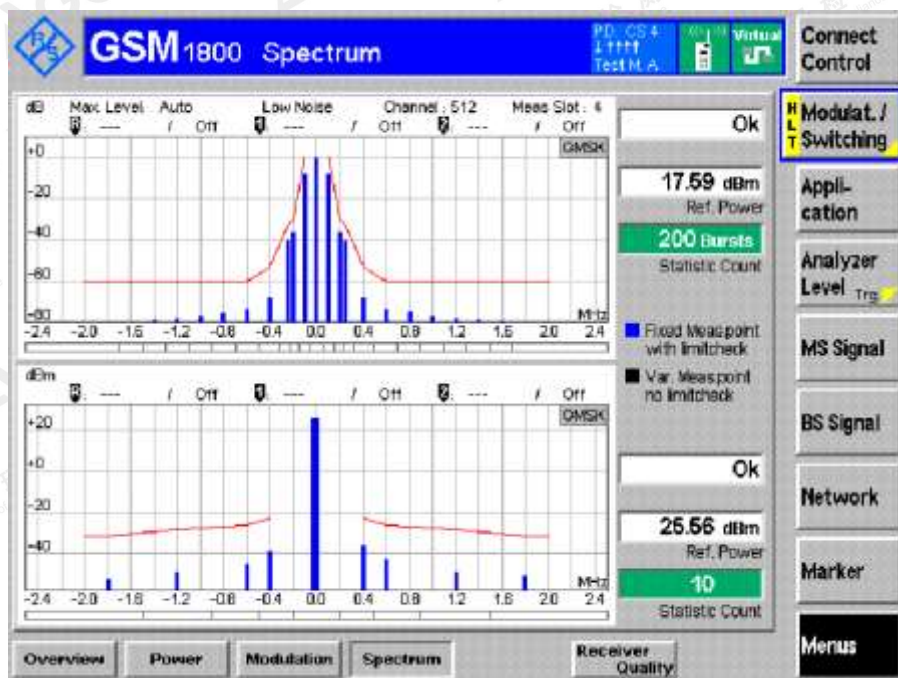 R&S
GSM 1800 Spectrum
PD: CS4
Test M. A
Virtual
Connect
Control
dB Max. Level Auto Low Noise Channel : 512 Meas Slot : 4
--- / Off --- / Off --- / Off
GMSK
+0
-20
-40
-60
-80
MHz
-2.4 -2.0 -1.6 -1.2 -0.8 -0.4 0.0 0.4 0.8 1.2 1.6 2.0 2.4
Ok
17.59 dBm
Ref. Power
200 Bursts
Statistic Count
Fixed Meas point
with limitcheck
Var. Meas point
no limitcheck
dBm
--- / Off --- / Off --- / Off
GMSK
+20
+0
-20
-40
MHz
-2.4 -2.0 -1.6 -1.2 -0.8 -0.4 0.0 0.4 0.8 1.2 1.6 2.0 2.4
Ok
25.56 dBm
Ref. Power
10
Statistic Count
HLT
Modulat. /
Switching
Appli-
cation
Analyzer
Level Trg
MS Signal
BS Signal
Network
Marker
Menus
Overview Power Modulation Spectrum Receiver
Quality